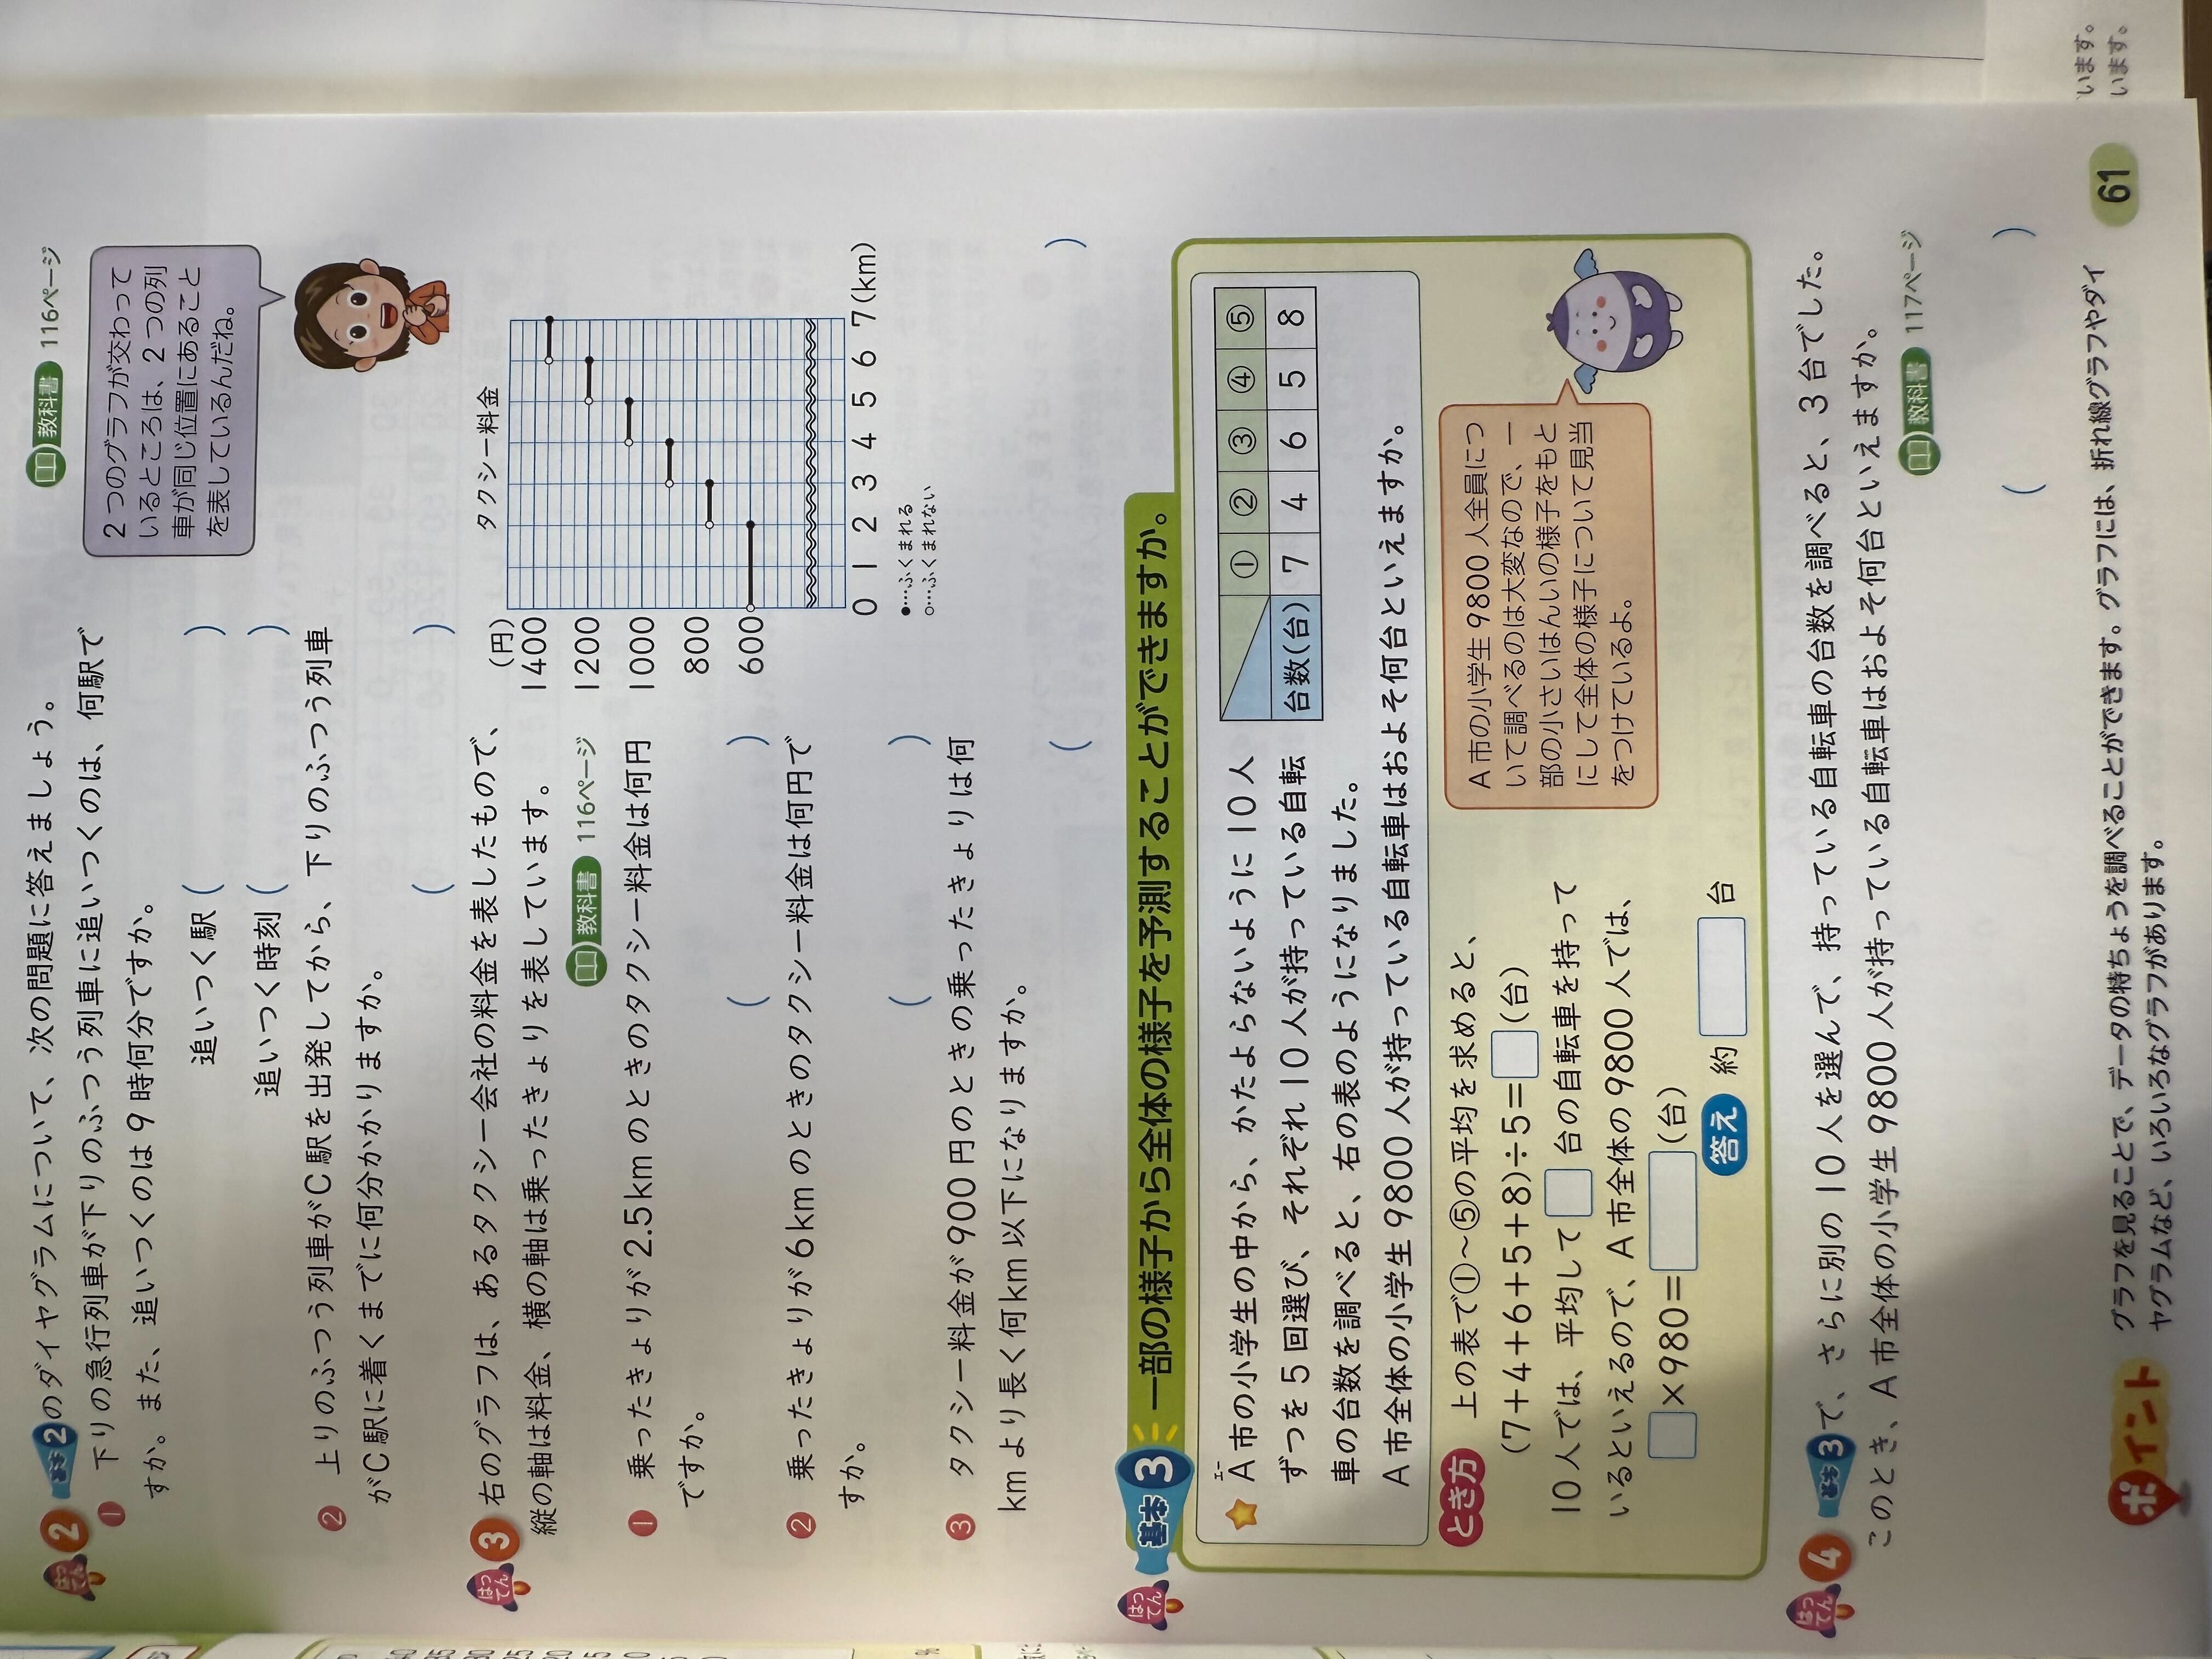 はってん 2 基本2のダイヤグラムについて、次の問題に答えましょう。
教科書 116ページ
① 下りの急行列車が下りのふつう列車に追いつくのは、何駅で
すか。また、追いつくのは9時何分ですか。
追いつく駅( )
追いつく時刻( )
2つのグラフが交わって
いるところは、2つの列
車が同じ位置にあること
を表しているんだね。
② 上りのふつう列車がC駅を出発してから、下りのふつう列車
がC駅に着くまでに何分かかりますか。
( )
はってん 3 右のグラフは、あるタクシー会社の料金を表したもので、
縦の軸は料金、横の軸は乗ったきょりを表しています。
教科書 116ページ
① 乗ったきょりが2.5kmのときのタクシー料金は何円
ですか。
( )
② 乗ったきょりが6kmのときのタクシー料金は何円で
すか。
( )
③ タクシー料金が900円のときの乗ったきょりは何
kmより長く何km以下になりますか。
( )
タクシー料金
(円)
1400
1200
1000
800
600
0 1 2 3 4 5 6 7(km)
●…ふくまれる
○…ふくまれない
はってん 基本3 一部の様子から全体の様子を予測することができますか。
エー
A市の小学生の中から、かたよらないように10人
ずつを5回選び、それぞれ10人が持っている自転
車の台数を調べると、右の表のようになりました。
A市全体の小学生9800人が持っている自転車はおよそ何台といえますか。
① ② ③ ④ ⑤
台数(台) 7 4 6 5 8
とき方 上の表で①~⑤の平均を求めると、
(7+4+6+5+8)÷5=□(台)
10人では、平均して□台の自転車を持って
いるといえるので、A市全体の9800人では、
□×980=□(台)
答え 約□台
A市の小学生9800人全員につ
いて調べるのは大変なので、一
部の小さいはんいの様子をもと
にして全体の様子について見当
をつけているよ。
はってん 4 基本3で、さらに別の10人を選んで、持っている自転車の台数を調べると、3台でした。
このとき、A市全体の小学生9800人が持っている自転車はおよそ何台といえますか。
教科書 117ページ
( )
ポイント グラフを見ることで、データの特ちょうを調べることができます。グラフには、折れ線グラフやダイ
ヤグラムなど、いろいろなグラフがあります。
61
います。
います。